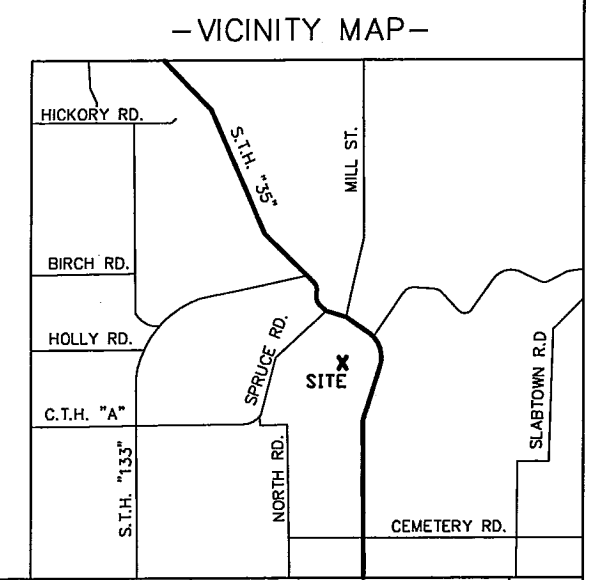 -VICINITY MAP-
HICKORY RD.
S.T.H. "35"
MILL ST.
BIRCH RD.
HOLLY RD.
SPRUCE RD.
X
SITE
SLABTOWN R.D
C.T.H. "A"
S.T.H. "133"
NORTH RD.
CEMETERY RD.